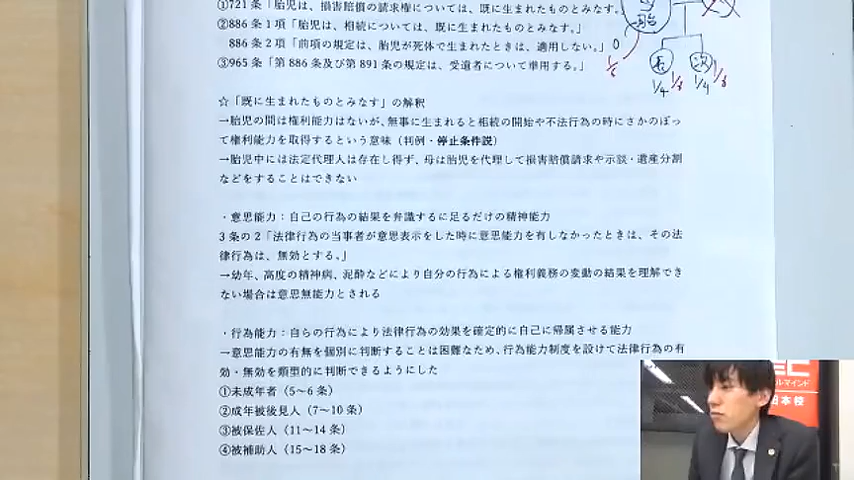 ①721条「胎児は、損害賠償の請求権については、既に生まれたものとみなす。
②886条1項「胎児は、相続については、既に生まれたものとみなす。」
886条2項「前項の規定は、胎児が死体で生まれたときは、適用しない。」
③965条「第886条及び第891条の規定は、受遺者について準用する。」
胎
0
1/6
長
次
1/4
1/8
1/4
1/8
☆「既に生まれたものとみなす」の解釈
→胎児の間は権利能力はないが、無事に生まれると相続の開始や不法行為の時にさかのぼっ
て権利能力を取得するという意味（判例・停止条件説）
→胎児中には法定代理人は存在し得ず、母は胎児を代理して損害賠償請求や示談・遺産分割
などをすることはできない
・意思能力：自己の行為の結果を弁識するに足るだけの精神能力
3条の2「法律行為の当事者が意思表示をした時に意思能力を有しなかったときは、その法
律行為は、無効とする。」
→幼年、高度の精神病、泥酔などにより自分の行為による権利義務の変動の結果を理解でき
ない場合は意思無能力とされる
・行為能力：自らの行為により法律行為の効果を確定的に自己に帰属させる能力
→意思能力の有無を個別に判断することは困難なため、行為能力制度を設けて法律行為の有
効・無効を類型的に判断できるようにした
①未成年者（5～6条）
②成年被後見人（7～10条）
③被保佐人（11～14条）
④被補助人（15～18条）
EC
ルマインド
日本校